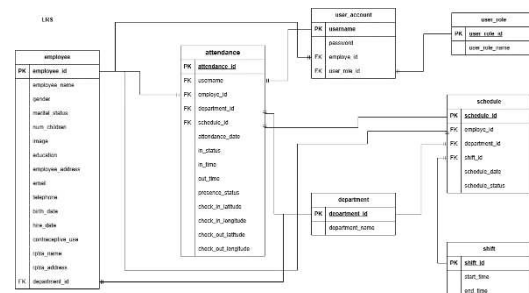 LRS
employee
PK employee_id
employee_name
gender
marital_status
num_children
image
education
employee_address
email
telephone
birth_date
hire_date
contraceptive_use
FK department_id
attendance
PK attendance_id
FK username
FK employe_id
FK department_id
FK schedule_id
attendance_date
in_status
in_time
out_time
presence_status
check_in_latitude
check_in_longitude
check_out_latitude
check_out_longitude
user_account
PK username
password
FK employe_id
FK user_role_id
department
PK department_id
department_name
user_role
PK user_role_id
user_role_name
schedule
PK schedule_id
FK employe_id
FK department_id
FK shift_id
schedule_date
schedule_status
shift
PK shift_id
start_time
end_time